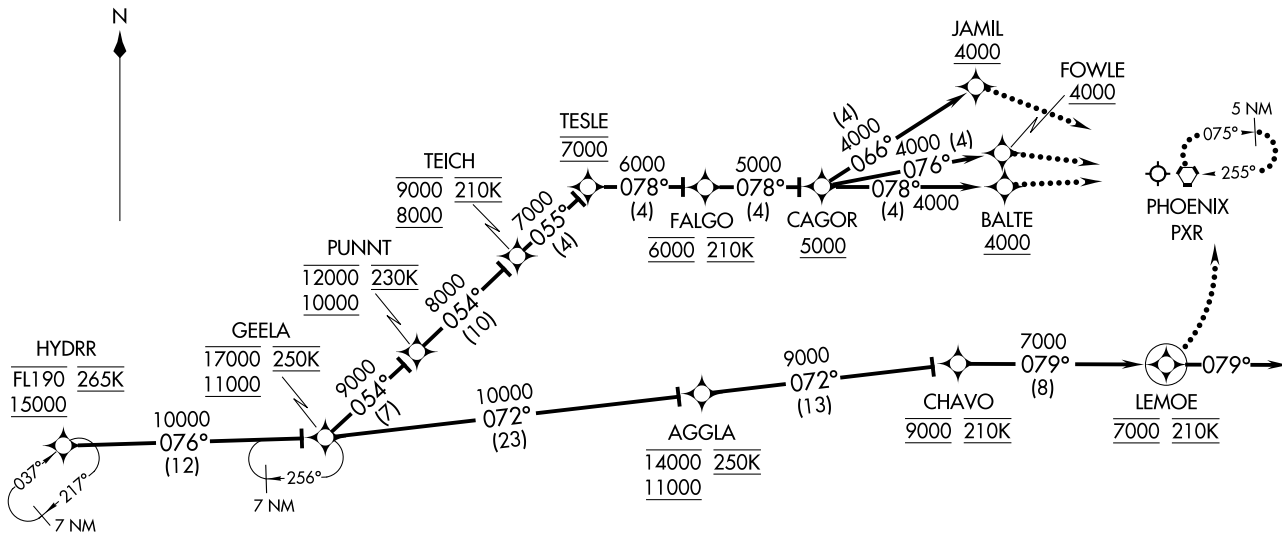 N
JAMIL
4000
FOWLE
4000
5 NM
075°
255°
PHOENIX
PXR
TESLE
7000
TEICH
9000 210K
8000
6000
078°
(4)
5000
078°
(4)
(4)
4000
066°
4000 (4)
076°
078°
4000
(4)
FALGO
6000 210K
CAGOR
5000
BALTE
4000
7000
055°
(4)
PUNNT
12000 230K
10000
8000
054°
(10)
GEELA
17000 250K
11000
HYDRR
FL190 265K
15000
9000
054°
(7)
10000
076°
(12)
10000
072°
(23)
9000
072°
(13)
7000
079°
(8)
079°
AGGLA
14000 250K
11000
CHAVO
9000 210K
LEMOE
7000 210K
037°
217°
7 NM
256°
7 NM